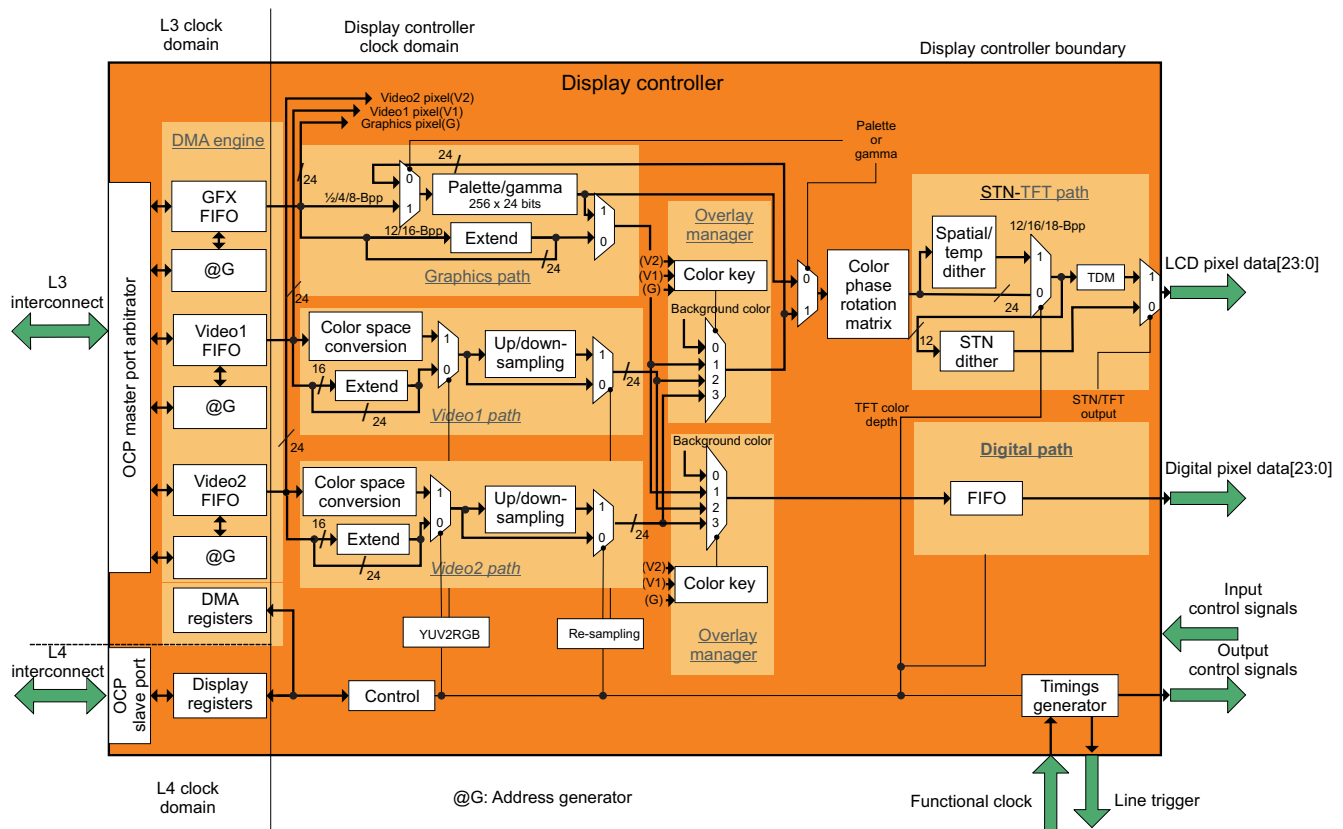 L3 clock
domain
Display controller
clock domain
Display controller boundary
Display controller
Video2 pixel(V2)
Video1 pixel(V1)
Graphics pixel(G)
DMA engine
Palette
or
gamma
24
24
0
1
½/4/8-Bpp
Palette/gamma
256 x 24 bits
1
0
12/16-Bpp
Extend
24
Graphics path
GFX
FIFO
@G
Overlay
manager
(V2)
(V1)
(G)
Color key
Background color
0
1
2
3
0
1
Color
phase
rotation
matrix
STN-TFT path
12/16/18-Bpp
Spatial/
temp
dither
1
0
24
TDM
1
0
12
STN
dither
LCD pixel data[23:0]
L3
interconnect
OCP master port arbitrator
24
Video1
FIFO
@G
Color space
conversion
16
Extend
24
1
0
Up/down-
sampling
1
0
24
Video1 path
TFT color
depth
STN/TFT
output
24
Video2
FIFO
@G
Color space
conversion
16
Extend
24
1
0
Up/down-
sampling
1
0
24
Video2 path
Background color
0
1
2
3
(V2)
(V1)
(G)
Color key
Overlay
manager
Digital path
FIFO
Digital pixel data[23:0]
DMA
registers
YUV2RGB
Re-sampling
Input
control signals
L4
interconnect
OCP
slave port
Display
registers
Control
Timings
generator
Output
control signals
L4 clock
domain
@G: Address generator
Functional clock
Line trigger